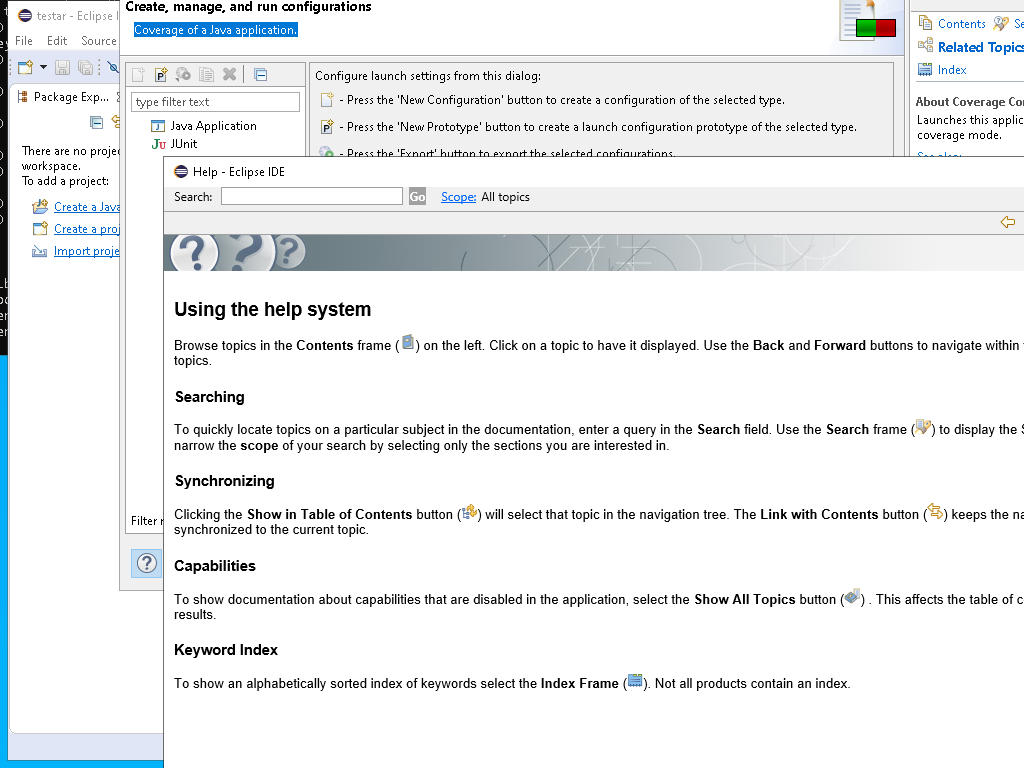 testar - Eclipse I
File Edit Source
Package Exp...
There are no projec
workspace.
To add a project:
Create a Java
Create a proj
Import proje
Create, manage, and run configurations
Coverage of a Java application.
type filter text
Java Application
JUnit
Filter r
Configure launch settings from this dialog:
- Press the 'New Configuration' button to create a configuration of the selected type.
- Press the 'New Prototype' button to create a launch configuration prototype of the selected type.
- Press the 'Export' button to export the selected configurations.
Contents Se
Related Topics
Index
About Coverage Co
Launches this applic
coverage mode.
See also:
Help - Eclipse IDE
Search: Go Scope: All topics
Using the help system
Browse topics in the Contents frame ( ) on the left. Click on a topic to have it displayed. Use the Back and Forward buttons to navigate within
topics.
Searching
To quickly locate topics on a particular subject in the documentation, enter a query in the Search field. Use the Search frame ( ) to display the S
narrow the scope of your search by selecting only the sections you are interested in.
Synchronizing
Clicking the Show in Table of Contents button ( ) will select that topic in the navigation tree. The Link with Contents button ( ) keeps the na
synchronized to the current topic.
Capabilities
To show documentation about capabilities that are disabled in the application, select the Show All Topics button ( ) . This affects the table of c
results.
Keyword Index
To show an alphabetically sorted index of keywords select the Index Frame ( ). Not all products contain an index.